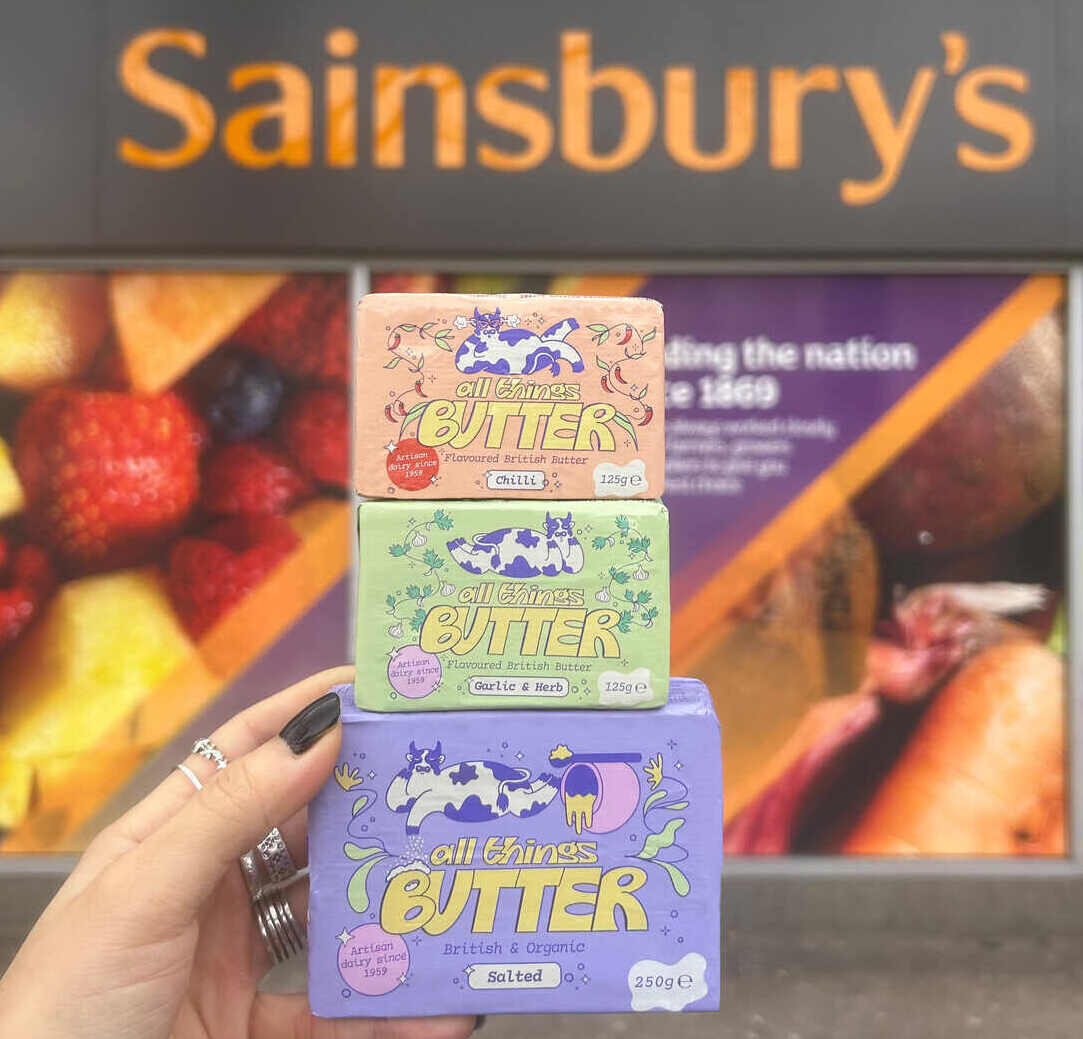 Sainsbury's
ding the nation
e 1869
all things
BUTTER
Artisan
dairy since
1959
Flavoured British Butter
Chilli
125g ℮
all things
BUTTER
Artisan
dairy since
1959
Flavoured British Butter
Garlic & Herb
125g ℮
all things
BUTTER
British & Organic
Artisan
dairy since
1959
Salted
250g ℮